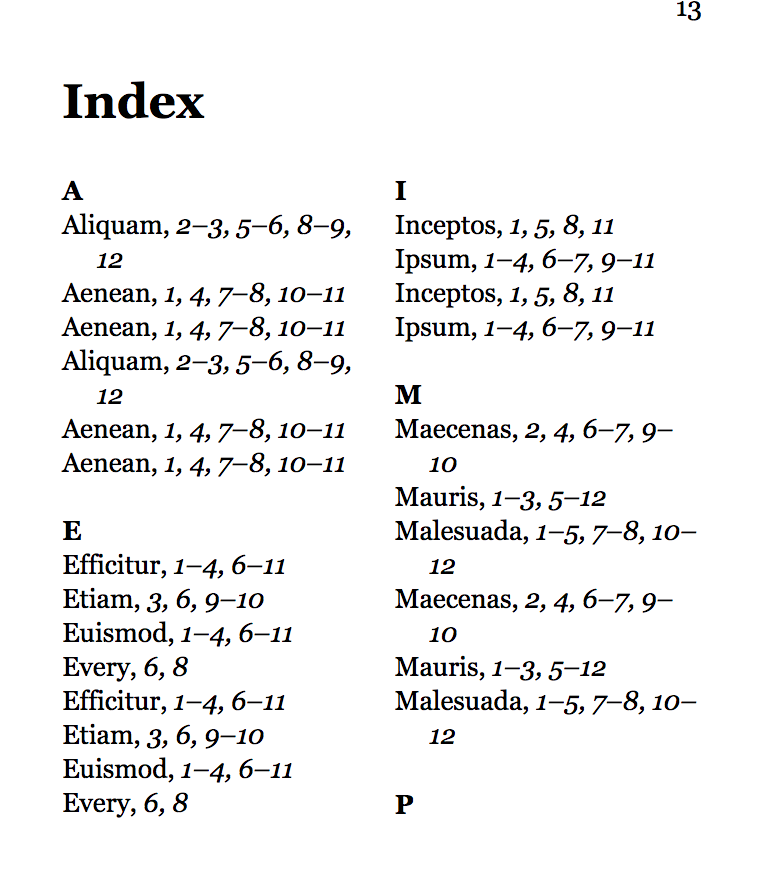 13
Index
A
Aliquam, 2–3, 5–6, 8–9,
12
Aenean, 1, 4, 7–8, 10–11
Aenean, 1, 4, 7–8, 10–11
Aliquam, 2–3, 5–6, 8–9,
12
Aenean, 1, 4, 7–8, 10–11
Aenean, 1, 4, 7–8, 10–11
E
Efficitur, 1–4, 6–11
Etiam, 3, 6, 9–10
Euismod, 1–4, 6–11
Every, 6, 8
Efficitur, 1–4, 6–11
Etiam, 3, 6, 9–10
Euismod, 1–4, 6–11
Every, 6, 8
I
Inceptos, 1, 5, 8, 11
Ipsum, 1–4, 6–7, 9–11
Inceptos, 1, 5, 8, 11
Ipsum, 1–4, 6–7, 9–11
M
Maecenas, 2, 4, 6–7, 9–
10
Mauris, 1–3, 5–12
Malesuada, 1–5, 7–8, 10–
12
Maecenas, 2, 4, 6–7, 9–
10
Mauris, 1–3, 5–12
Malesuada, 1–5, 7–8, 10–
12
P